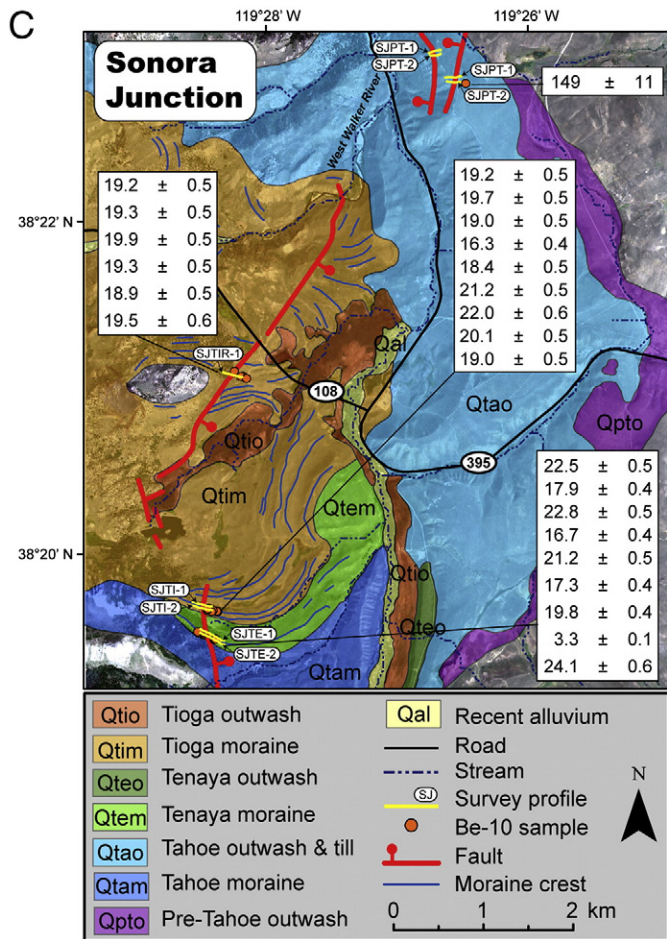 C
119°28' W
119°26' W
Sonora
Junction
SJPT-1
SJPT-2
SJPT-1
SJPT-2
149 ± 11
West Walker River
38°22' N
19.2 ± 0.5
19.3 ± 0.5
19.9 ± 0.5
19.3 ± 0.5
18.9 ± 0.5
19.5 ± 0.6
19.2 ± 0.5
19.7 ± 0.5
19.0 ± 0.5
16.3 ± 0.4
18.4 ± 0.5
21.2 ± 0.5
22.0 ± 0.6
20.1 ± 0.5
19.0 ± 0.5
SJTIR-1
Qal
108
Qtao
Qpto
Qtio
395
Qtim
Qtem
22.5 ± 0.5
17.9 ± 0.4
22.8 ± 0.5
16.7 ± 0.4
21.2 ± 0.5
17.3 ± 0.4
19.8 ± 0.4
3.3 ± 0.1
24.1 ± 0.6
38°20' N
Qtio
SJTI-1
SJTI-2
SJTE-1
SJTE-2
Qteo
Qtam
Qtio Tioga outwash
Qtim Tioga moraine
Qteo Tenaya outwash
Qtem Tenaya moraine
Qtao Tahoe outwash & till
Qtam Tahoe moraine
Qpto Pre-Tahoe outwash
Qal Recent alluvium
Road
Stream
SJ Survey profile
Be-10 sample
Fault
Moraine crest
N
0 1 2 km